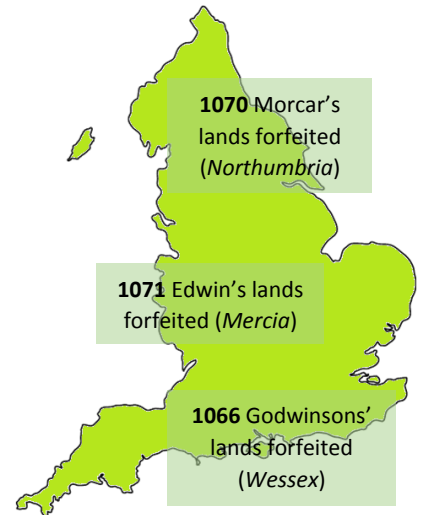 1070 Morcar’s
lands forfeited
(Northumbria)
1071 Edwin’s lands
forfeited (Mercia)
1066 Godwinsons’
lands forfeited
(Wessex)